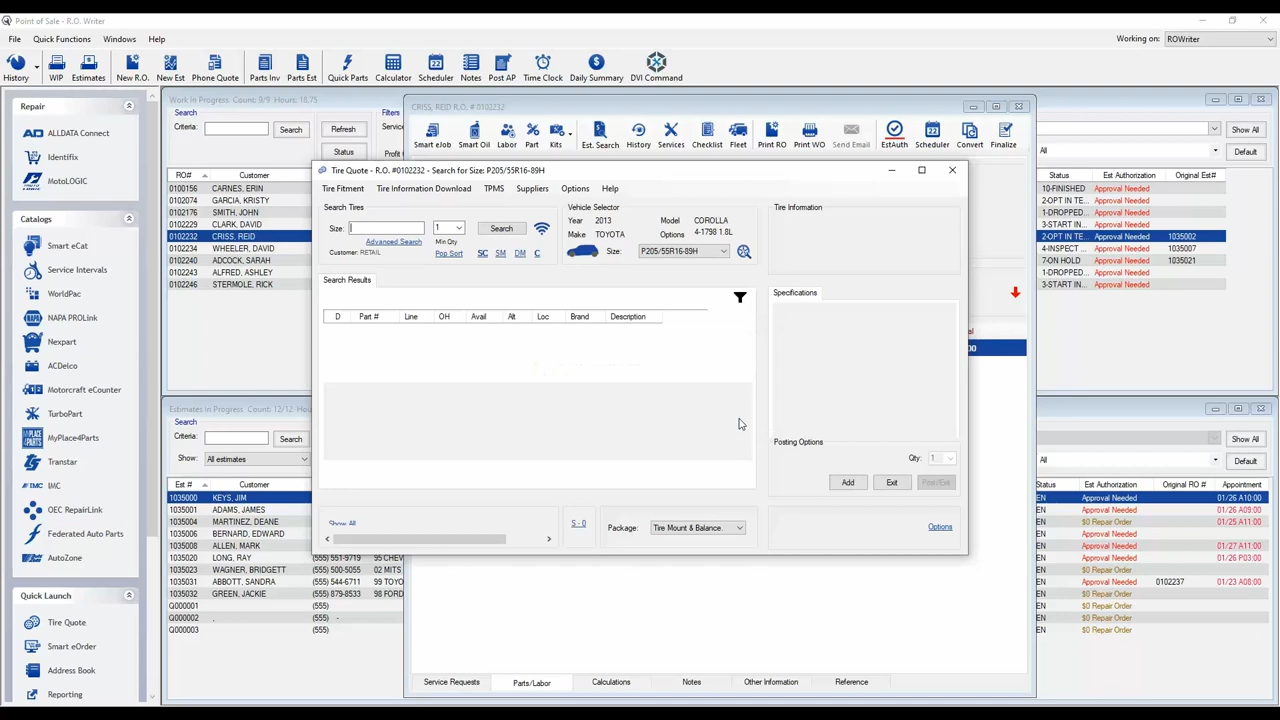 Point of Sale - R.O. Writer
File Quick Functions Windows Help
Working on: ROWriter
History WIP Estimates New R.O. New Est Phone Quote Parts Inv Parts Est Quick Parts Calculator Scheduler Notes Post AP Time Clock Daily Summary DVI Command
Repair
ALLDATA Connect
Identifix
MotoLOGIC
Catalogs
Smart eCat
Service Intervals
WorldPac
NAPA PROLink
Nexpart
ACDelco
Motorcraft eCounter
TurboPart
MyPlace4Parts
Transtar
IMC
OEC RepairLink
Federated Auto Parts
AutoZone
Quick Launch
Tire Quote
Smart eOrder
Address Book
Reporting
Work In Progress Count: 9/9 Hours: 18.75
Search
Filters
Criteria:
Search
Refresh
Status
RO# Customer
0100156 CARNES, ERIN
0102074 GARCIA, KRISTY
0102176 SMITH, JOHN
0102229 CLARK, DAVID
0102232 CRISS, REID
0102234 WHEELER, DAVID
0102240 ADCOCK, SARAH
0102243 ALFRED, ASHLEY
0102246 STERMOLE, RICK
Estimates In Progress Count: 12/12
Search
Criteria:
Search
Show: All estimates
Est # Customer
1035000 KEYS, JIM
1035001 ADAMS, JAMES
1035004 MARTINEZ, DEANE
1035006 BERNARD, EDWARD
1035008 ALLEN, MARK
1035020 LONG, RAY (555) 551-9719 95 CHEV
1035023 WAGNER, BRIDGETT (555) 500-5055 02 MITS
1035031 ABBOTT, SANDRA (555) 544-6711 99 TOYO
1035032 GREEN, JACKIE (555) 879-8533 98 FORD
Q000001 (555)
Q000002 , (555) -
Q000003 (555)
CRISS, REID R.O. # 0102232
Smart eJob Smart Oil Labor Part Kits Est. Search History Services Checklist Fleet Print RO Print WO Send Email EstAuth Scheduler Convert Finalize
Tire Quote - R.O. #0102232 - Search for Size: P205/55R16-89H
Tire Fitment Tire Information Download TPMS Suppliers Options Help
Search Tires
Size: 1 Search
Advanced Search Min Qty
Customer: RETAIL Pop Sort SC SM DM C
Vehicle Selector
Year 2013 Model COROLLA
Make TOYOTA Options 4-1798 1.8L
Size: P205/55R16-89H
Tire Information
Search Results
D Part # Line OH Avail Alt Loc Brand Description
Specifications
Posting Options
Qty: 1
Add Exit Post/Exit
Show All
S - 0
Package: Tire Mount & Balance.
Options
Service Requests Parts/Labor Calculations Notes Other Information Reference
Show All
All Default
Status Est Authorization Original Est#
10-FINISHED Approval Needed
2-OPT IN TE... Approval Needed
1-DROPPED... Approval Needed
3-START IN... Approval Needed
2-OPT IN TE... Approval Needed 1035002
4-INSPECT ... Approval Needed 1035007
7-ON HOLD Approval Needed 1035021
1-DROPPED... Approval Needed
3-START IN... Approval Needed
Show All
All Default
Status Est Authorization Original RO # Appointment
EN Approval Needed 01/26 A10:00
EN Approval Needed 01/26 A09:00
EN $0 Repair Order 01/25 A11:00
EN Approval Needed
EN Approval Needed 01/27 A11:00
EN Approval Needed 01/26 P03:00
EN $0 Repair Order
EN Approval Needed 0102237 01/23 A08:00
EN $0 Repair Order
EN $0 Repair Order
EN $0 Repair Order
EN $0 Repair Order